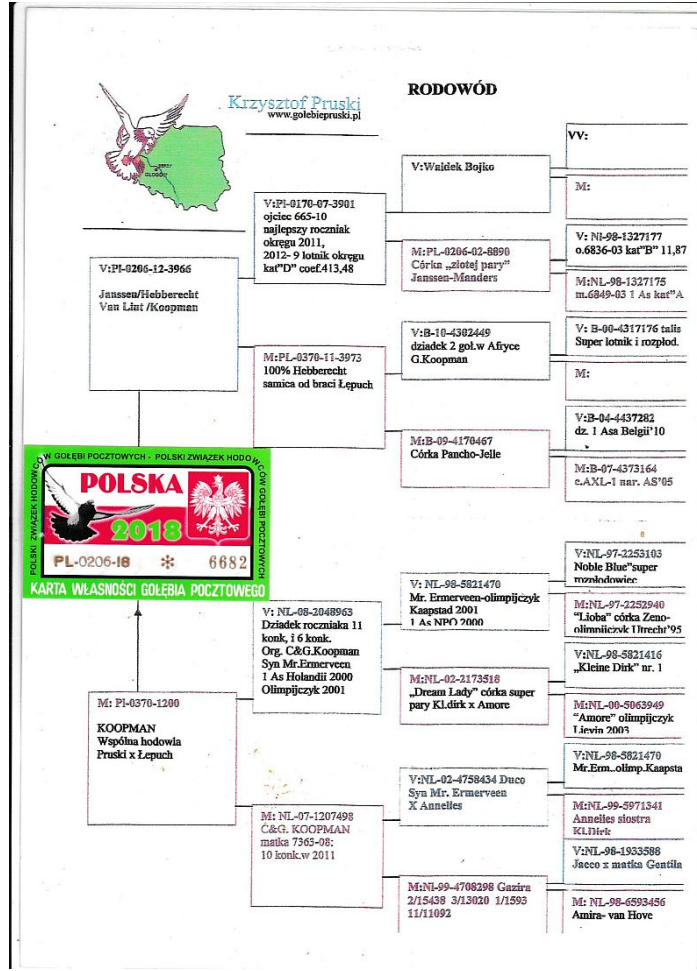 RODOWÓD
Krzysztof Pruski
www.golebiepruski.pl
GŁOGÓW
V:Pl-0206-12-3966
Janssen/Hebberecht
Van Lint /Koopman
V:Pl-0170-07-3901
ojciec 665-10
najlepszy roczniak
okręgu 2011,
2012- 9 lotnik okręgu
kat"D" coef.413,48
M:PL-0370-11-3973
100% Hebberecht
samica od braci Łępuch
V:Waldek Bojko
M:PL-0206-02-8890
Córka „złotej pary"
Janssen-Manders
V:B-10-4302449
dziadek 2 goł.w Afryce
G.Koopman
M:B-09-4170467
Córka Pancho-Jelle
VV:
M:
V: Nl-98-1327177
o.6836-03 kat"B" 11,87
M:NL-98-1327175
m.6849-03 1 As kat"A
V: B-00-4317176 talis
Super lotnik i rozpłod.
M:
V:B-04-4437282
dz. 1 Asa Belgii'10
M:B-07-4373164
c.AXL-1 nar. AS'05
POLSKI ZWIĄZEK HODOWCÓW GOŁĘBI POCZTOWYCH - POLSKI ZWIĄZEK HODOWCÓW GOŁĘBI POCZTOWYCH
POLSKA
2018
PL-0206-18 * 6682
KARTA WŁASNOŚCI GOŁĘBIA POCZTOWEGO
M: Pl-0370-1200
KOOPMAN
Wspólna hodowla
Pruski x Łepuch
V: NL-08-2048963
Dziadek roczniaka 11
konk, i 6 konk.
Org. C&G.Koopman
Syn Mr.Ermerveen
1 As Holandii 2000
Olimpijczyk 2001
M: NL-07-1207498
C&G. KOOPMAN
matka 7363-08:
10 konk.w 2011
V: NL-98-5821470
Mr. Ermerveen-olimpijczyk
Kaapstad 2001
1 As NPO 2000
M:NL-02-2173518
„Dream Lady" córka super
pary Kl.dirk x Amore
V:NL-02-4758434 Duco
Syn Mr. Ermerveen
X Annelies
M:Nl-99-4708298 Gazira
2/15438 3/13020 1/1593
11/11092
V:NL-97-2253103
Noble Blue"super
rozpłodowiec
M:NL-97-2252940
"Lioba" córka Zeno-
olimpijczyk Utrecht'95
V:NL-98-5821416
„Kleine Dirk" nr. 1
M:NL-00-5063949
"Amore" olimpijczyk
Lievin 2003
V:NL-98-5821470
Mr.Erm..olimp.Kaapsta
M:NL-99-5971341
Annelies siostra
Kl.Dirk
V:NL-98-1933588
Jacco x matka Gentila
M: NL-98-6593456
Amira- van Hove